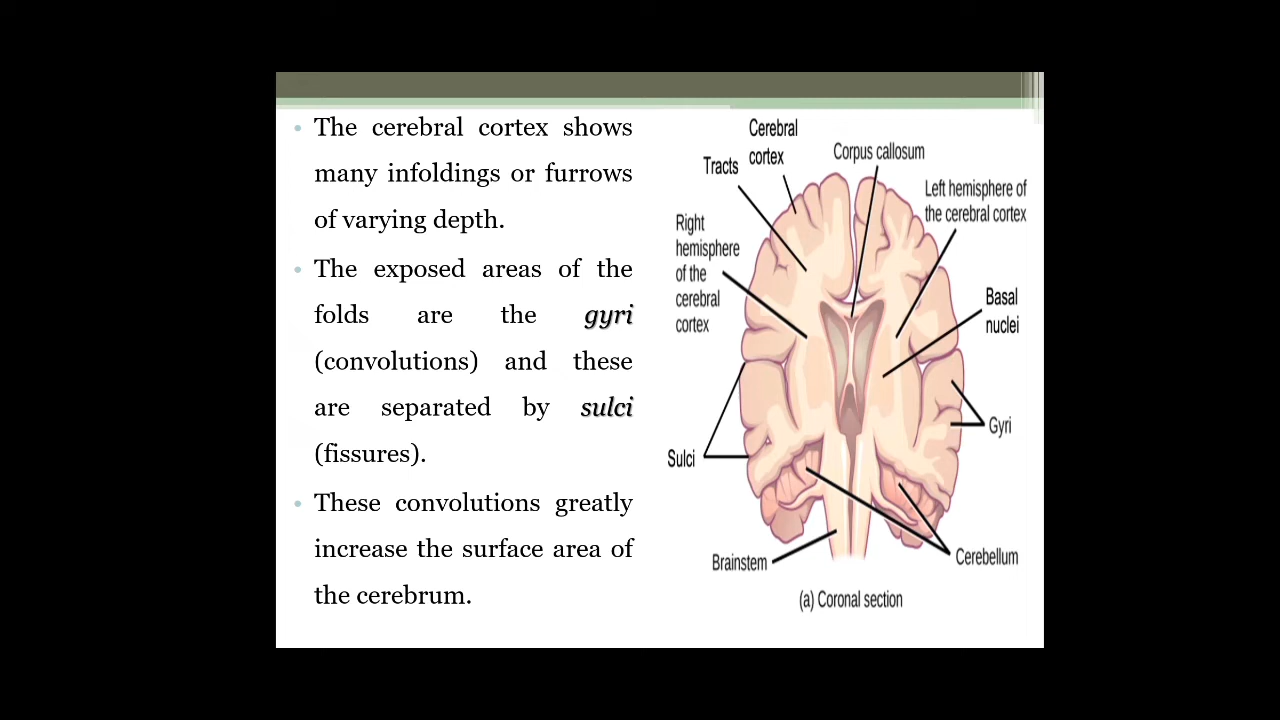 • The cerebral cortex shows
many infoldings or furrows
of varying depth.
• The exposed areas of the
folds are the gyri
(convolutions) and these
are separated by sulci
(fissures).
• These convolutions greatly
increase the surface area of
the cerebrum.
Cerebral
cortex
Tracts
Corpus callosum
Left hemisphere of
the cerebral cortex
Right
hemisphere
of the
cerebral
cortex
Basal
nuclei
Gyri
Sulci
Brainstem
Cerebellum
(a) Coronal section